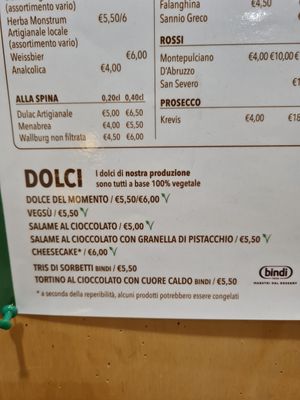 (assortimento vario)
Herba Monstrum €5,50/6
Artigianale locale
(assortimento vario)
Weissbier €6,00
Analcolica €4,00
ALLA SPINA 0,20cl 0,40cl
Dulac Artigianale €5,00 €6,50
Menabrea €4,00 €5,50
Wallburg non filtrata €4,50 €6,00
Falanghina €4,50
Sannio Greco
ROSSI
Montepulciano €4,00 €10,00
D'Abruzzo
San Severo
PROSECCO
Krevis €4,00
DOLCI I dolci di nostra produzione
sono tutti a base 100% vegetale
DOLCE DEL MOMENTO / €5,50/€6,00
VEGSÙ / €5,50
SALAME AL CIOCCOLATO / €5,00
SALAME AL CIOCCOLATO CON GRANELLA DI PISTACCHIO / €5,50
CHEESECAKE* / €6,00
TRIS DI SORBETTI BINDI / €5,50
TORTINO AL CIOCCOLATO CON CUORE CALDO BINDI / €5,50
* a seconda della reperibilità, alcuni prodotti potrebbero essere congelati
bindi
MAESTRI DEL DESSERT